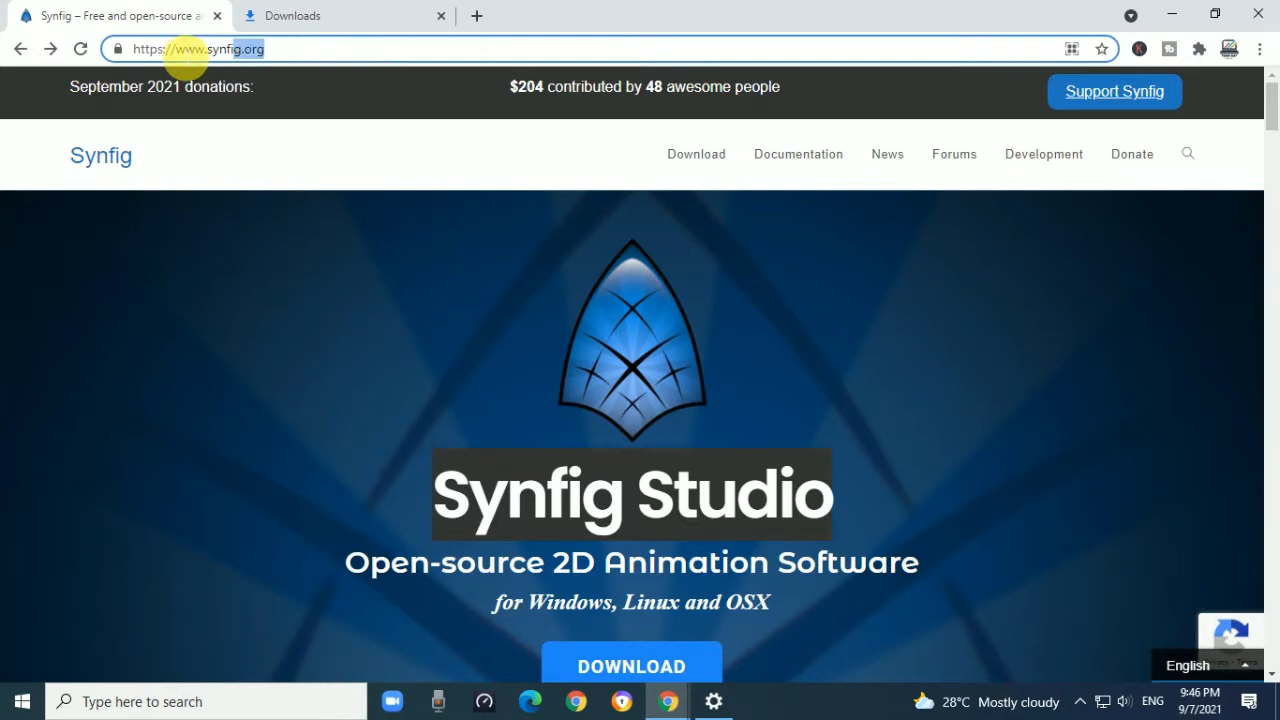 Synfig – Free and open-source a
Downloads
https://www.synfig.org
K
September 2021 donations:
$204 contributed by 48 awesome people
Support Synfig
Synfig
Download
Documentation
News
Forums
Development
Donate
Synfig Studio
Open-source 2D Animation Software
for Windows, Linux and OSX
DOWNLOAD
English
Type here to search
28°C Mostly cloudy
ENG
9:46 PM
9/7/2021